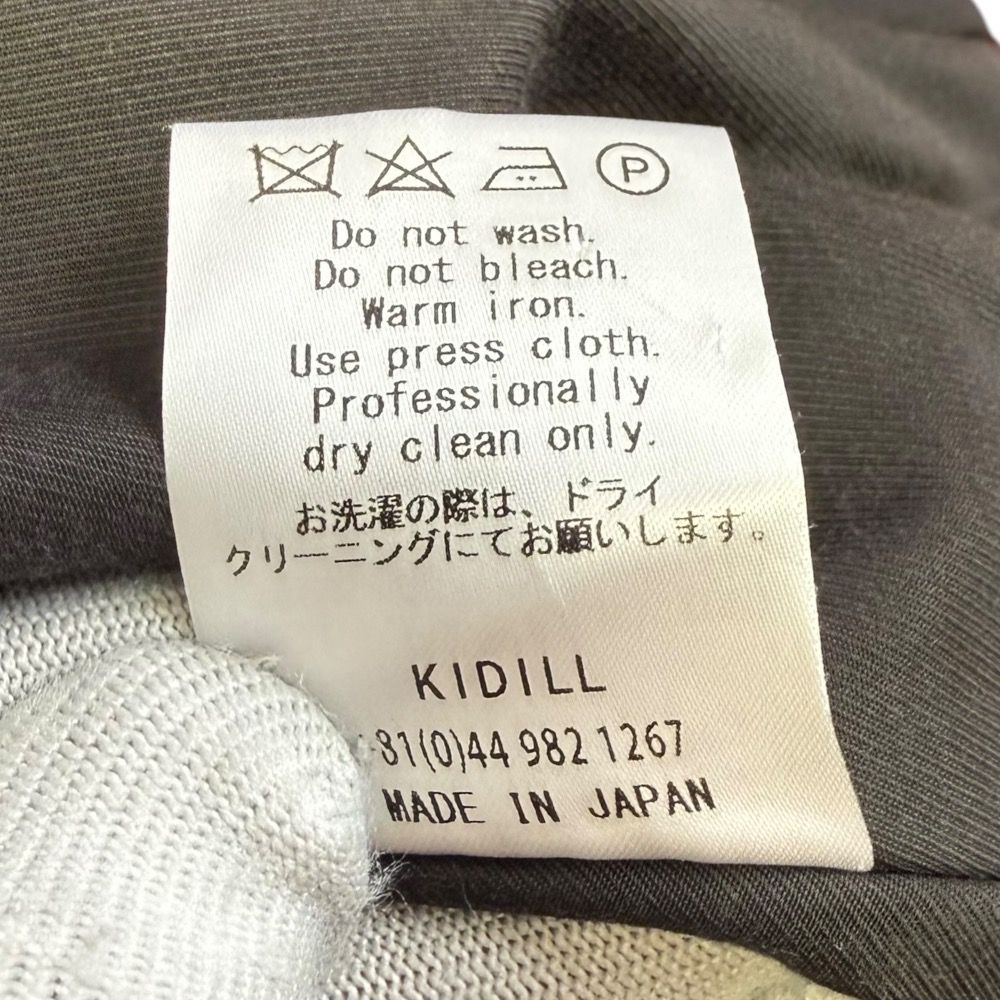 P
Do not wash.
Do not bleach.
Warm iron.
Use press cloth.
Professionally
dry clean only.
お洗濯の際は、ドライ
クリーニングにてお願いします。
KIDILL
81(0)44 982 1267
MADE IN JAPAN